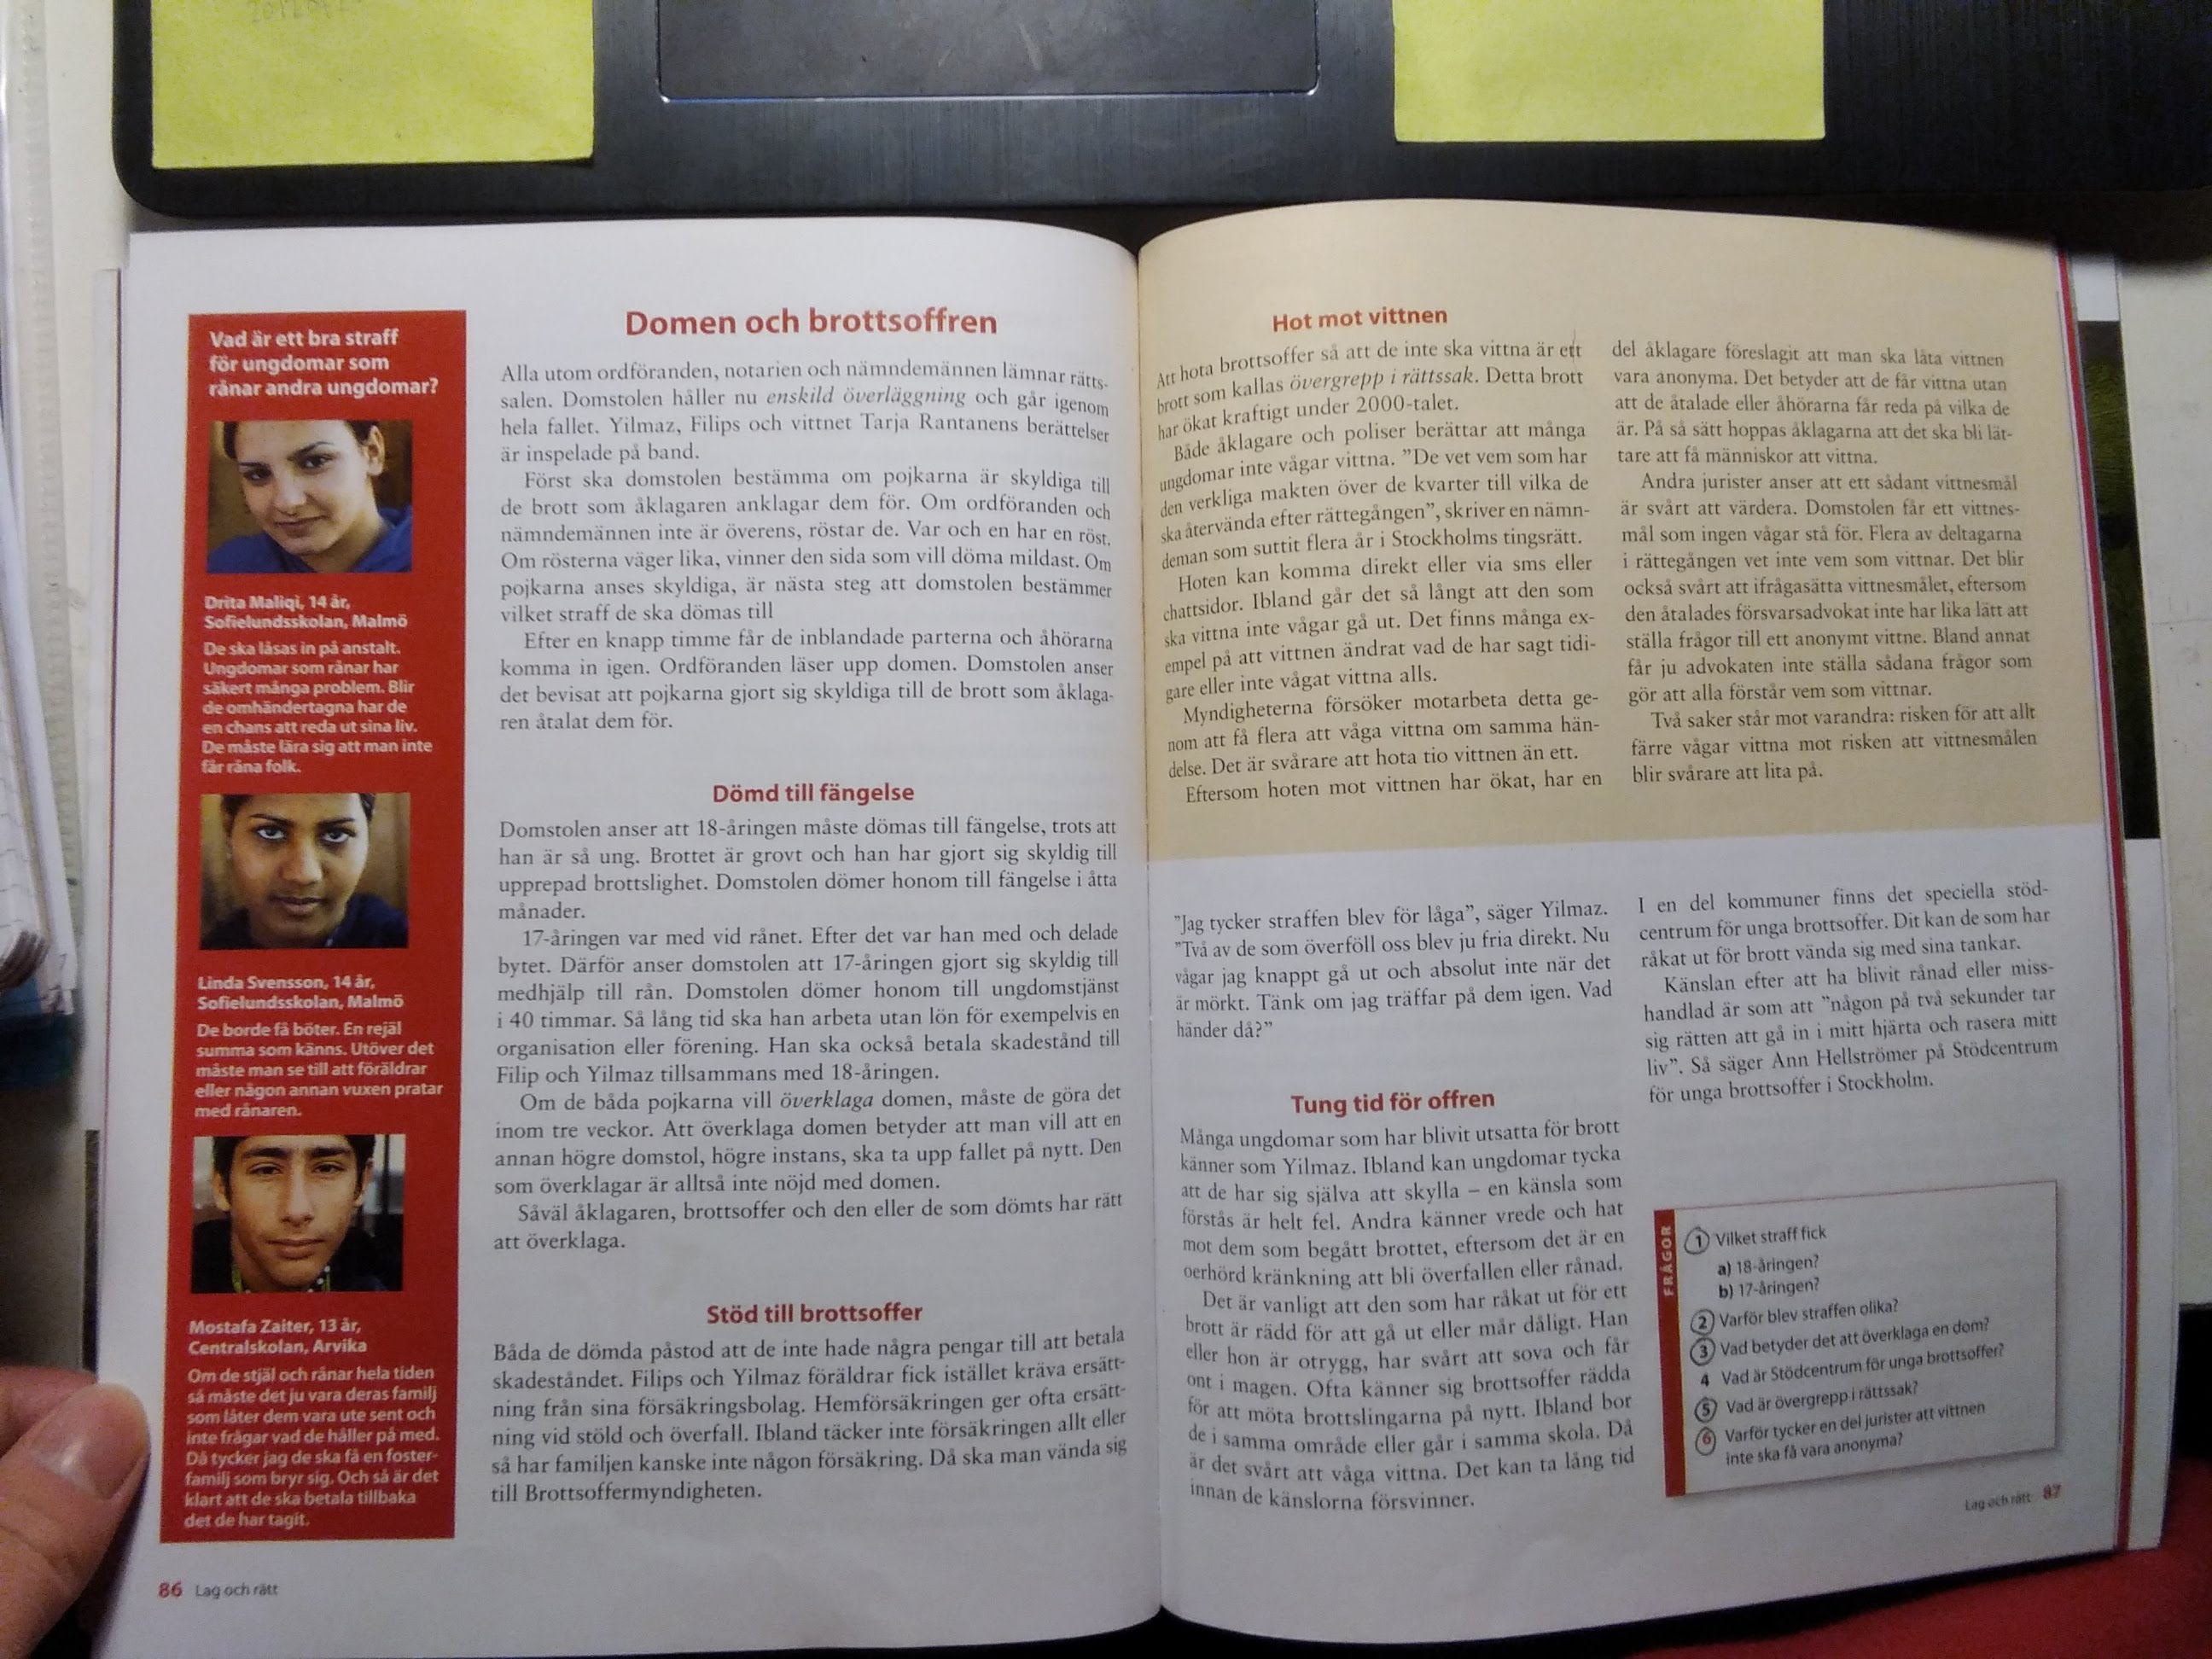 Vad är ett bra straff
för ungdomar som
rånar andra ungdomar?
Drita Maliqi, 14 år,
Sofielundsskolan, Malmö
De ska låsas in på anstalt.
Ungdomar som rånar har
säkert många problem. Blir
de omhändertagna har de
en chans att reda ut sina liv.
De måste lära sig att man inte
får råna folk.
Linda Svensson, 14 år,
Sofielundsskolan, Malmö
De borde få böter. En rejäl
summa som känns. Utöver det
måste man se till att föräldrar
eller någon annan vuxen pratar
med rånaren.
Mostafa Zaiter, 13 år,
Centralskolan, Arvika
Om de stjäl och rånar hela tiden
så måste det ju vara deras familj
som låter dem vara ute sent och
inte frågar vad de håller på med.
Då tycker jag de ska få en foster-
familj som bryr sig. Och så är det
klart att de ska betala tillbaka
det de har tagit.
86 Lag och rätt
Domen och brottsoffren
Alla utom ordföranden, notarien och nämndemännen lämnar rätts-
salen. Domstolen håller nu enskild överläggning och går igenom
hela fallet. Yilmaz, Filips och vittnet Tarja Rantanens berättelser
är inspelade på band.
Först ska domstolen bestämma om pojkarna är skyldiga till
de brott som åklagaren anklagar dem för. Om ordföranden och
nämndemännen inte är överens, röstar de. Var och en har en röst.
Om rösterna väger lika, vinner den sida som vill döma mildast. Om
pojkarna anses skyldiga, är nästa steg att domstolen bestämmer
vilket straff de ska dömas till
Efter en knapp timme får de inblandade parterna och åhörarna
komma in igen. Ordföranden läser upp domen. Domstolen anser
det bevisat att pojkarna gjort sig skyldiga till de brott som åklaga-
ren åtalat dem för.
Dömd till fängelse
Domstolen anser att 18-åringen måste dömas till fängelse, trots att
han är så ung. Brottet är grovt och han har gjort sig skyldig till
upprepad brottslighet. Domstolen dömer honom till fängelse i åtta
månader.
17-åringen var med vid rånet. Efter det var han med och delade
bytet. Därför anser domstolen att 17-åringen gjort sig skyldig till
medhjälp till rån. Domstolen dömer honom till ungdomstjänst
i 40 timmar. Så lång tid ska han arbeta utan lön för exempelvis en
organisation eller förening. Han ska också betala skadestånd till
Filip och Yilmaz tillsammans med 18-åringen.
Om de båda pojkarna vill överklaga domen, måste de göra det
inom tre veckor. Att överklaga domen betyder att man vill att en
annan högre domstol, högre instans, ska ta upp fallet på nytt. Den
som överklagar är alltså inte nöjd med domen.
Såväl åklagaren, brottsoffer och den eller de som dömts har rätt
att överklaga.
Stöd till brottsoffer
Båda de dömda påstod att de inte hade några pengar till att betala
skadeståndet. Filips och Yilmaz föräldrar fick istället kräva ersätt-
ning från sina försäkringsbolag. Hemförsäkringen ger ofta ersätt-
ning vid stöld och överfall. Ibland täcker inte försäkringen allt eller
så har familjen kanske inte någon försäkring. Då ska man vända sig
till Brottsoffermyndigheten.
Hot mot vittnen
Att hota brottsoffer så att de inte ska vittna är ett
brott som kallas övergrepp i rättssak. Detta brott
har ökat kraftigt under 2000-talet.
Både åklagare och poliser berättar att många
ungdomar inte vågar vittna. ”De vet vem som har
den verkliga makten över de kvarter till vilka de
ska återvända efter rättegången”, skriver en nämn-
deman som suttit flera år i Stockholms tingsrätt.
Hoten kan komma direkt eller via sms eller
chattsidor. Ibland går det så långt att den som
ska vittna inte vågar gå ut. Det finns många ex-
empel på att vittnen ändrat vad de har sagt tidi-
gare eller inte vågat vittna alls.
Myndigheterna försöker motarbeta detta ge-
nom att få flera att våga vittna om samma hän-
delse. Det är svårare att hota tio vittnen än ett.
Eftersom hoten mot vittnen har ökat, har en
del åklagare föreslagit att man ska låta vittnen
vara anonyma. Det betyder att de får vittna utan
att de åtalade eller åhörarna får reda på vilka de
är. På så sätt hoppas åklagarna att det ska bli lät-
tare att få människor att vittna.
Andra jurister anser att ett sådant vittnesmål
är svårt att värdera. Domstolen får ett vittnes-
mål som ingen vågar stå för. Flera av deltagarna
i rättegången vet inte vem som vittnar. Det blir
också svårt att ifrågasätta vittnesmålet, eftersom
den åtalades försvarsadvokat inte har lika lätt att
ställa frågor till ett anonymt vittne. Bland annat
får ju advokaten inte ställa sådana frågor som
gör att alla förstår vem som vittnar.
Två saker står mot varandra: risken för att allt
färre vågar vittna mot risken att vittnesmålen
blir svårare att lita på.
”Jag tycker straffen blev för låga”, säger Yilmaz.
”Två av de som överföll oss blev ju fria direkt. Nu
vågar jag knappt gå ut och absolut inte när det
är mörkt. Tänk om jag träffar på dem igen. Vad
händer då?”
Tung tid för offren
Många ungdomar som har blivit utsatta för brott
känner som Yilmaz. Ibland kan ungdomar tycka
att de har sig själva att skylla – en känsla som
förstås är helt fel. Andra känner vrede och hat
mot dem som begått brottet, eftersom det är en
oerhörd kränkning att bli överfallen eller rånad.
Det är vanligt att den som har råkat ut för ett
brott är rädd för att gå ut eller mår dåligt. Han
eller hon är otrygg, har svårt att sova och får
ont i magen. Ofta känner sig brottsoffer rädda
för att möta brottslingarna på nytt. Ibland bor
de i samma område eller går i samma skola. Då
är det svårt att våga vittna. Det kan ta lång tid
innan de känslorna försvinner.
I en del kommuner finns det speciella stöd-
centrum för unga brottsoffer. Dit kan de som har
råkat ut för brott vända sig med sina tankar.
Känslan efter att ha blivit rånad eller miss-
handlad är som att ”någon på två sekunder tar
sig rätten att gå in i mitt hjärta och rasera mitt
liv”. Så säger Ann Hellströmer på Stödcentrum
för unga brottsoffer i Stockholm.
FRÅGOR
1 Vilket straff fick
a) 18-åringen?
b) 17-åringen?
2 Varför blev straffen olika?
3 Vad betyder det att överklaga en dom?
4 Vad är Stödcentrum för unga brottsoffer?
5 Vad är övergrepp i rättssak?
6 Varför tycker en del jurister att vittnen
inte ska få vara anonyma?
Lag och rätt 87